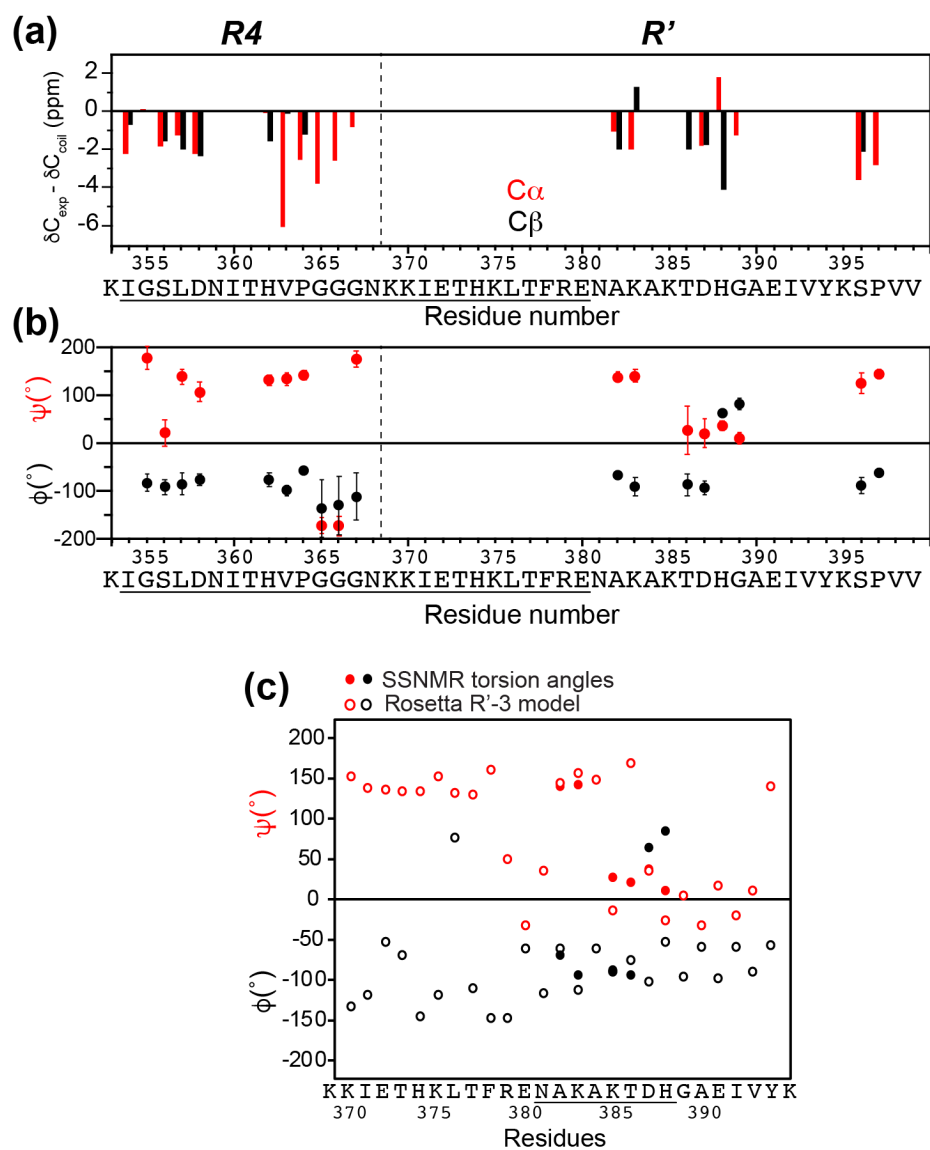 (a)
R4 R'
2
0
-2
-4
-6
δCexp - δCcoil (ppm)
Cα
Cβ
355 360 365 370 375 380 385 390 395
KIGSLDNITHVPGGGNKKIETHKLTFRENAKAKTDHGAEIVYKSPVV
Residue number
(b)
200
100
0
-100
-200
ψ(°)
ϕ(°)
355 360 365 370 375 380 385 390 395
KIGSLDNITHVPGGGNKKIETHKLTFRENAKAKTDHGAEIVYKSPVV
Residue number
(c)
SSNMR torsion angles
Rosetta R'-3 model
200
150
100
50
0
-50
-100
-150
-200
ψ(°)
ϕ(°)
KKIETHKLTFRENAKAKTDHGAEIVYK
370 375 380 385 390
Residues